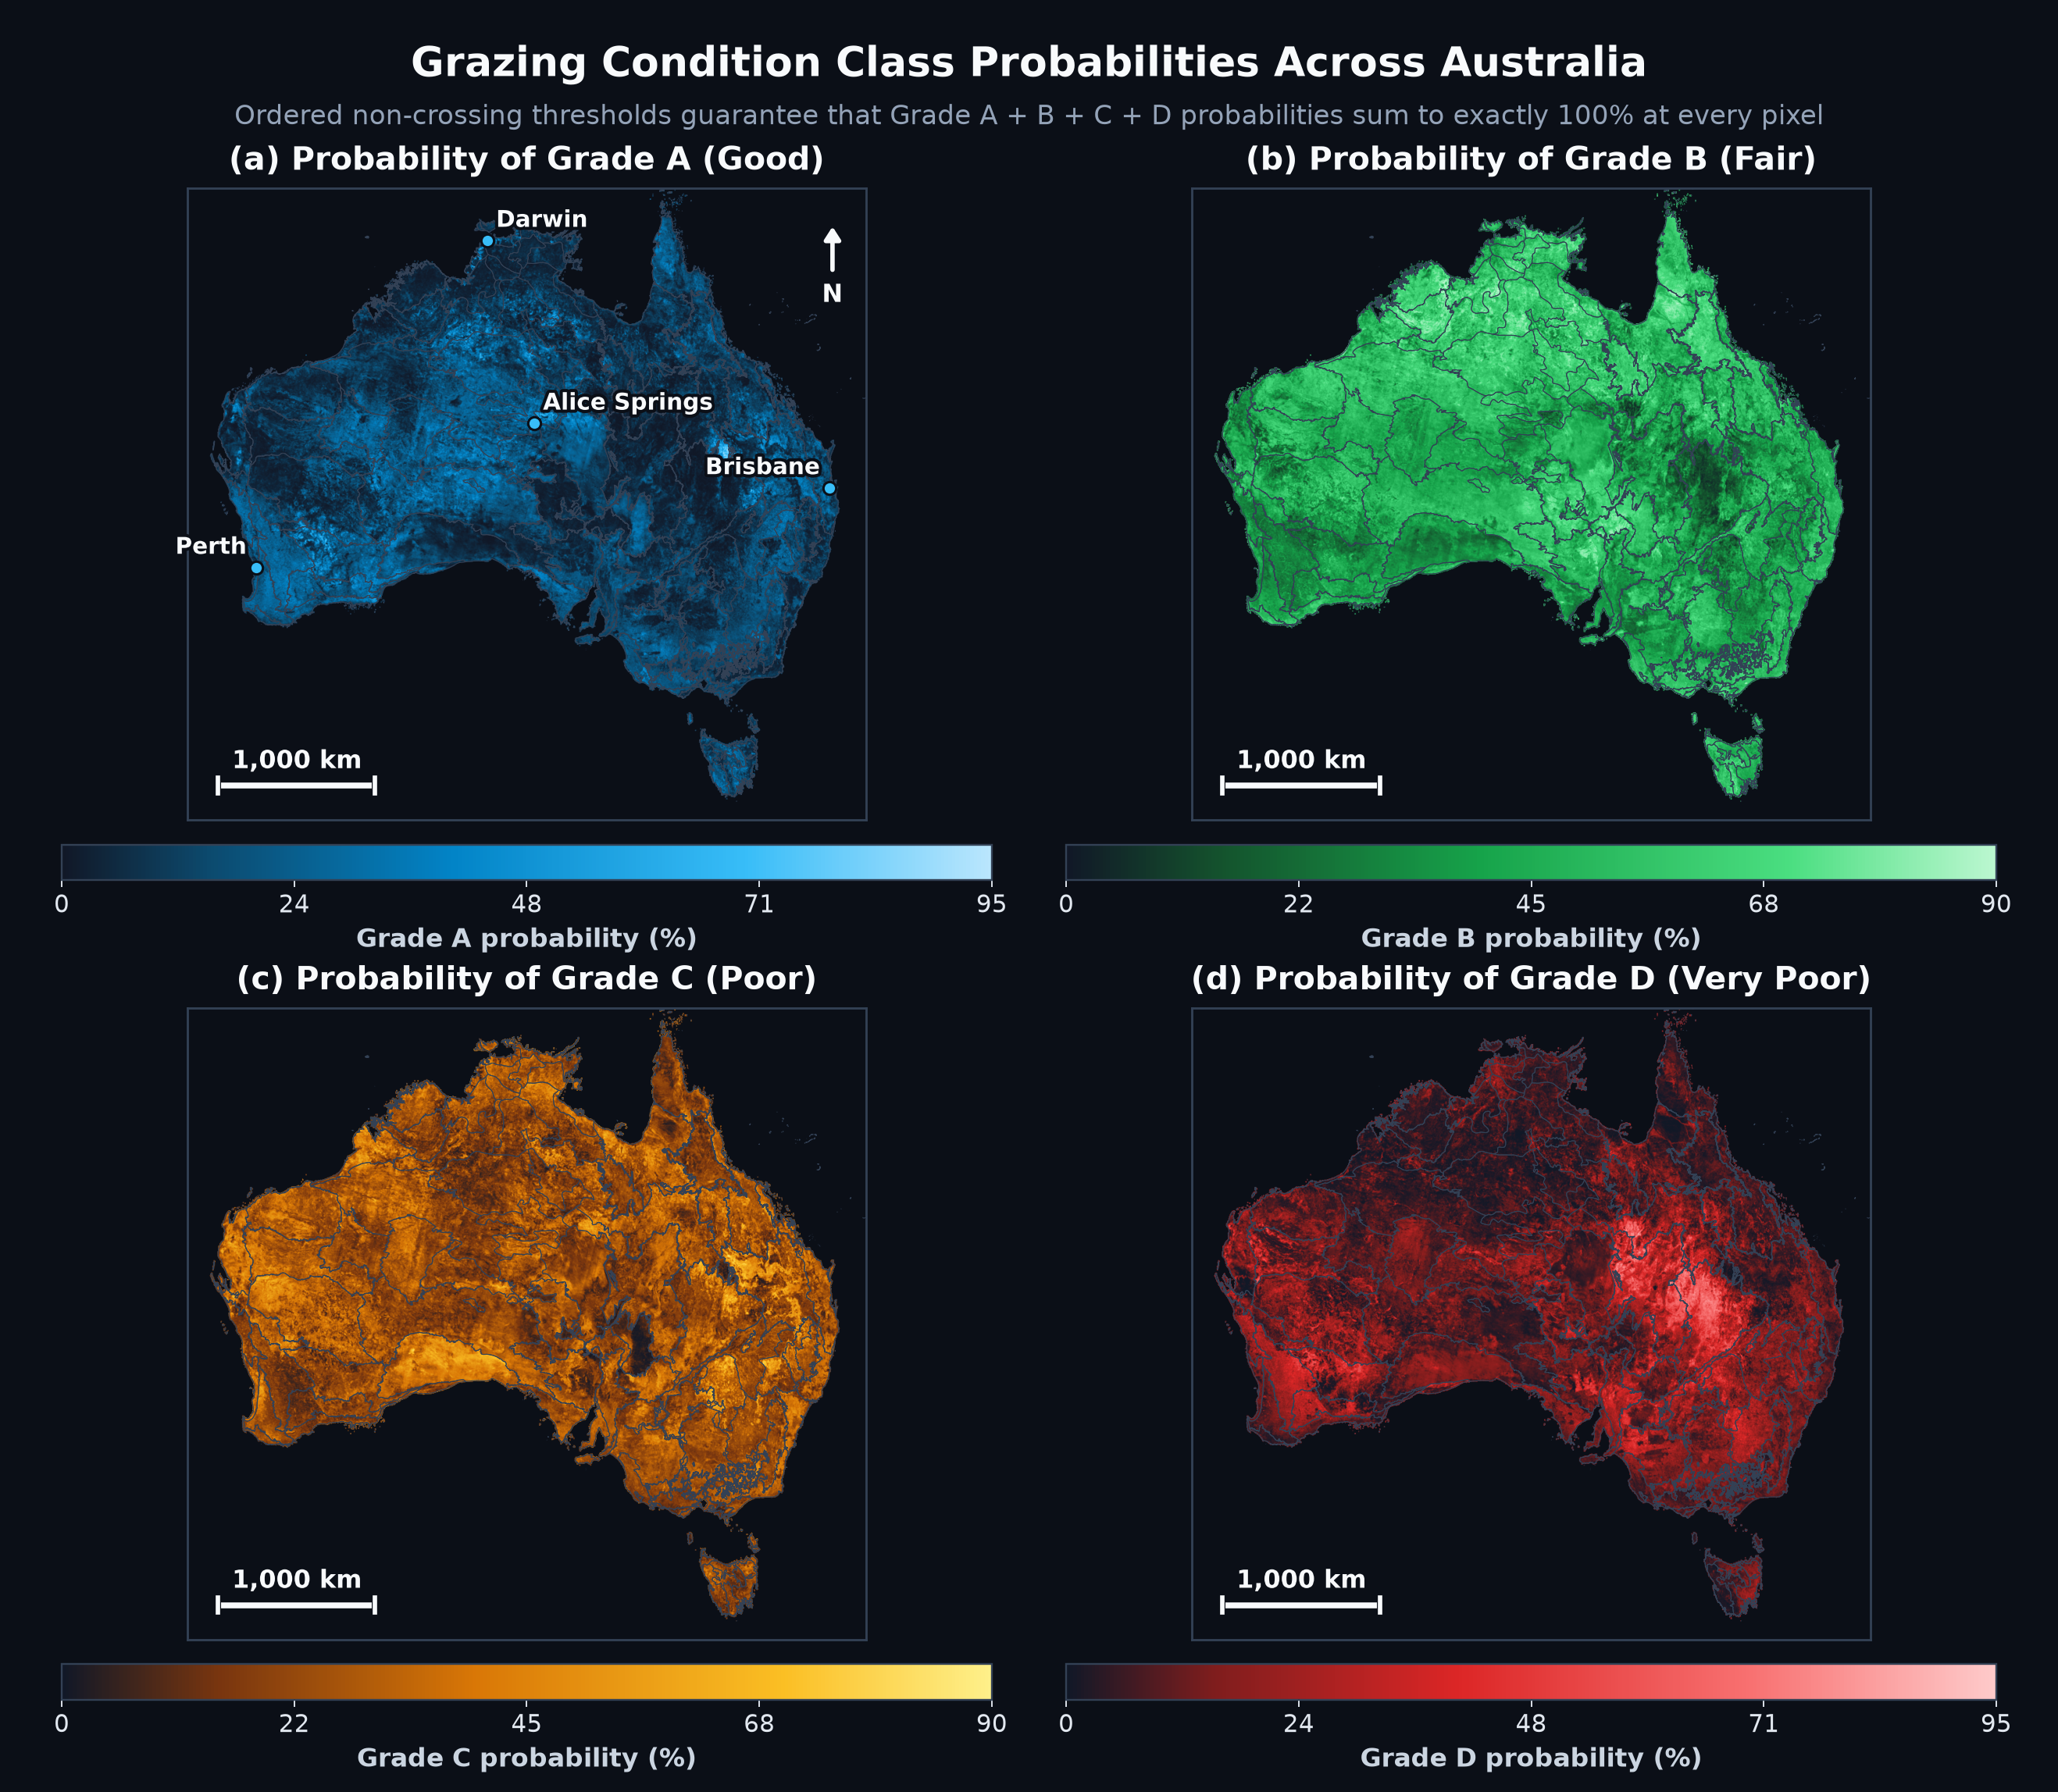 Grazing Condition Class Probabilities Across Australia
Ordered non-crossing thresholds guarantee that Grade A + B + C + D probabilities sum to exactly 100% at every pixel
(a) Probability of Grade A (Good)
Darwin
N
Alice Springs
Brisbane
Perth
1,000 km
0 24 48 71 95
Grade A probability (%)
(b) Probability of Grade B (Fair)
1,000 km
0 22 45 68 90
Grade B probability (%)
(c) Probability of Grade C (Poor)
1,000 km
0 22 45 68 90
Grade C probability (%)
(d) Probability of Grade D (Very Poor)
1,000 km
0 24 48 71 95
Grade D probability (%)